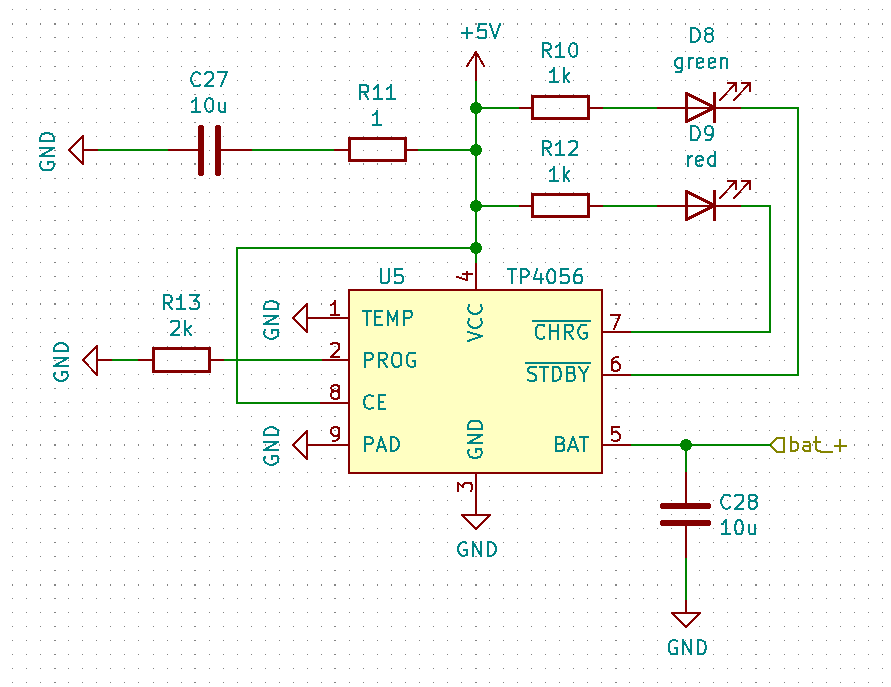 +5V
D8
green
R10
1k
C27
10u
R11
1
D9
red
R12
1k
GND
U5
TP4056
4
R13
2k
GND
1
TEMP
VCC
CHRG
7
GND
2
PROG
STDBY
6
8
CE
GND
9
PAD
GND
BAT
5
bat_+
3
C28
10u
GND
GND